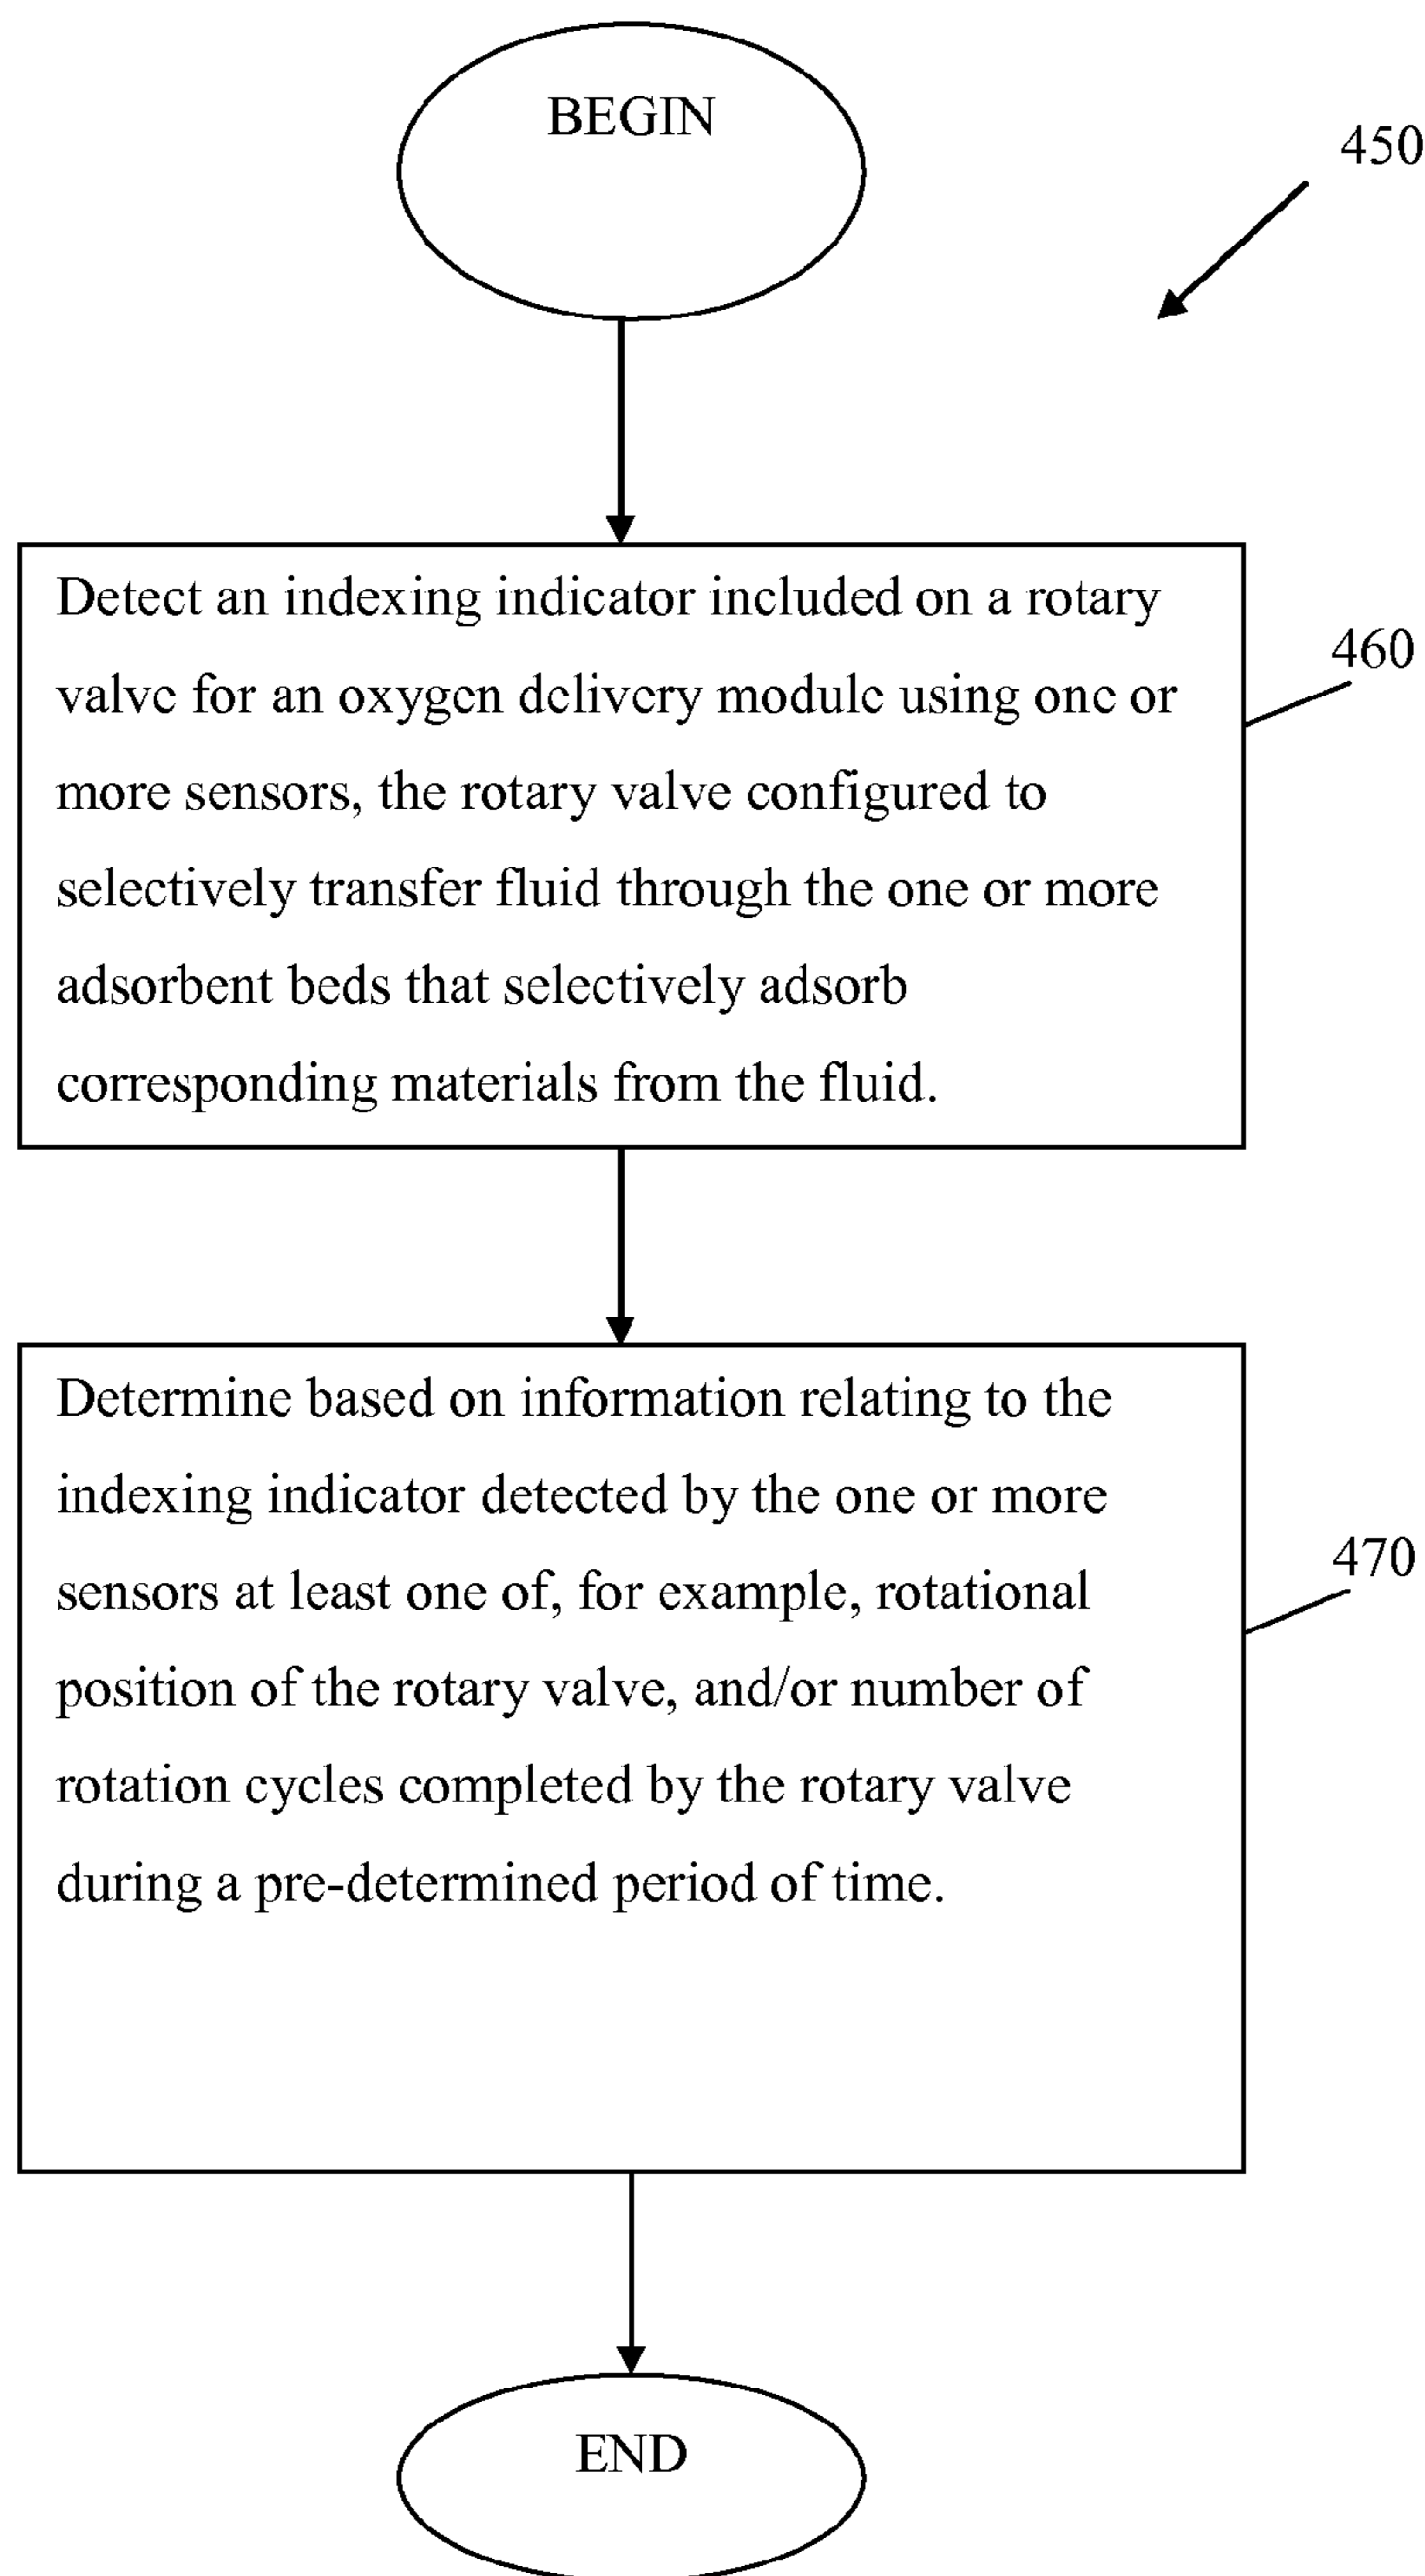 BEGIN
450
Detect an indexing indicator included on a rotary
valve for an oxygen delivery module using one or
more sensors, the rotary valve configured to
selectively transfer fluid through the one or more
adsorbent beds that selectively adsorb
corresponding materials from the fluid.
460
Determine based on information relating to the
indexing indicator detected by the one or more
sensors at least one of, for example, rotational
position of the rotary valve, and/or number of
rotation cycles completed by the rotary valve
during a pre-determined period of time.
470
END